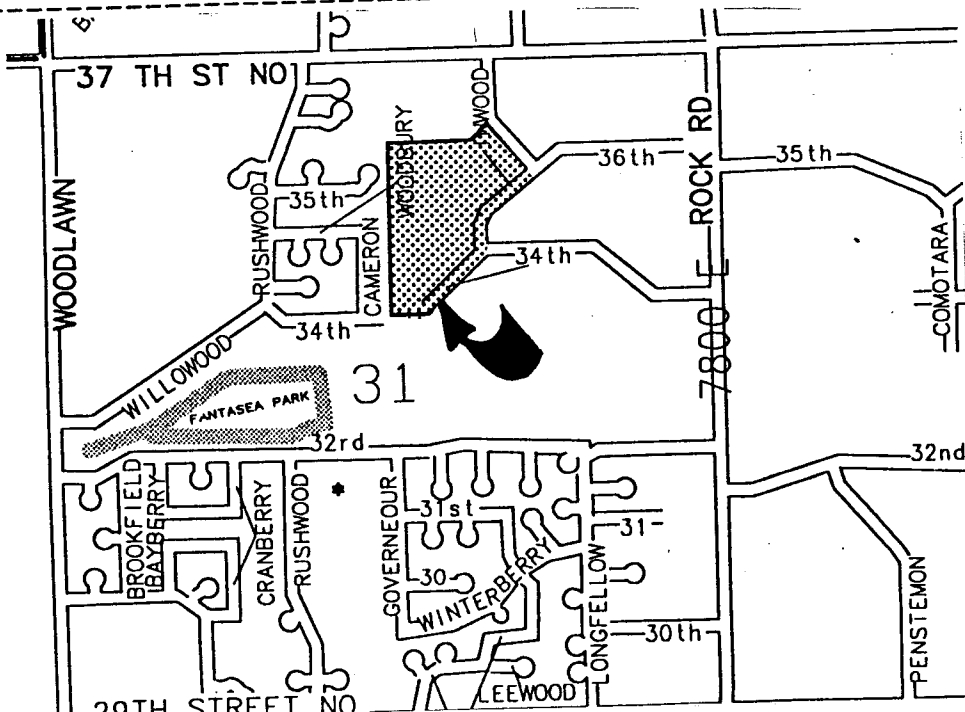 37 TH ST NO
WOODBURY
ROCK RD
36th
35th
35th
WOODLAWN
RUSHWOOD
CAMERON
34th
COMOTARA
34th
7800 E
WILLOWOOD
31
FANTASEA PARK
32rd
32nd
BROOKFIELD
BAYBERRY
CRANBERRY
RUSHWOOD
*
GOVERNEOUR
31st
31
30
WINTERBERRY
LONGFELLOW
30th
PENSTEMON
LEEWOOD
29TH STREET NO